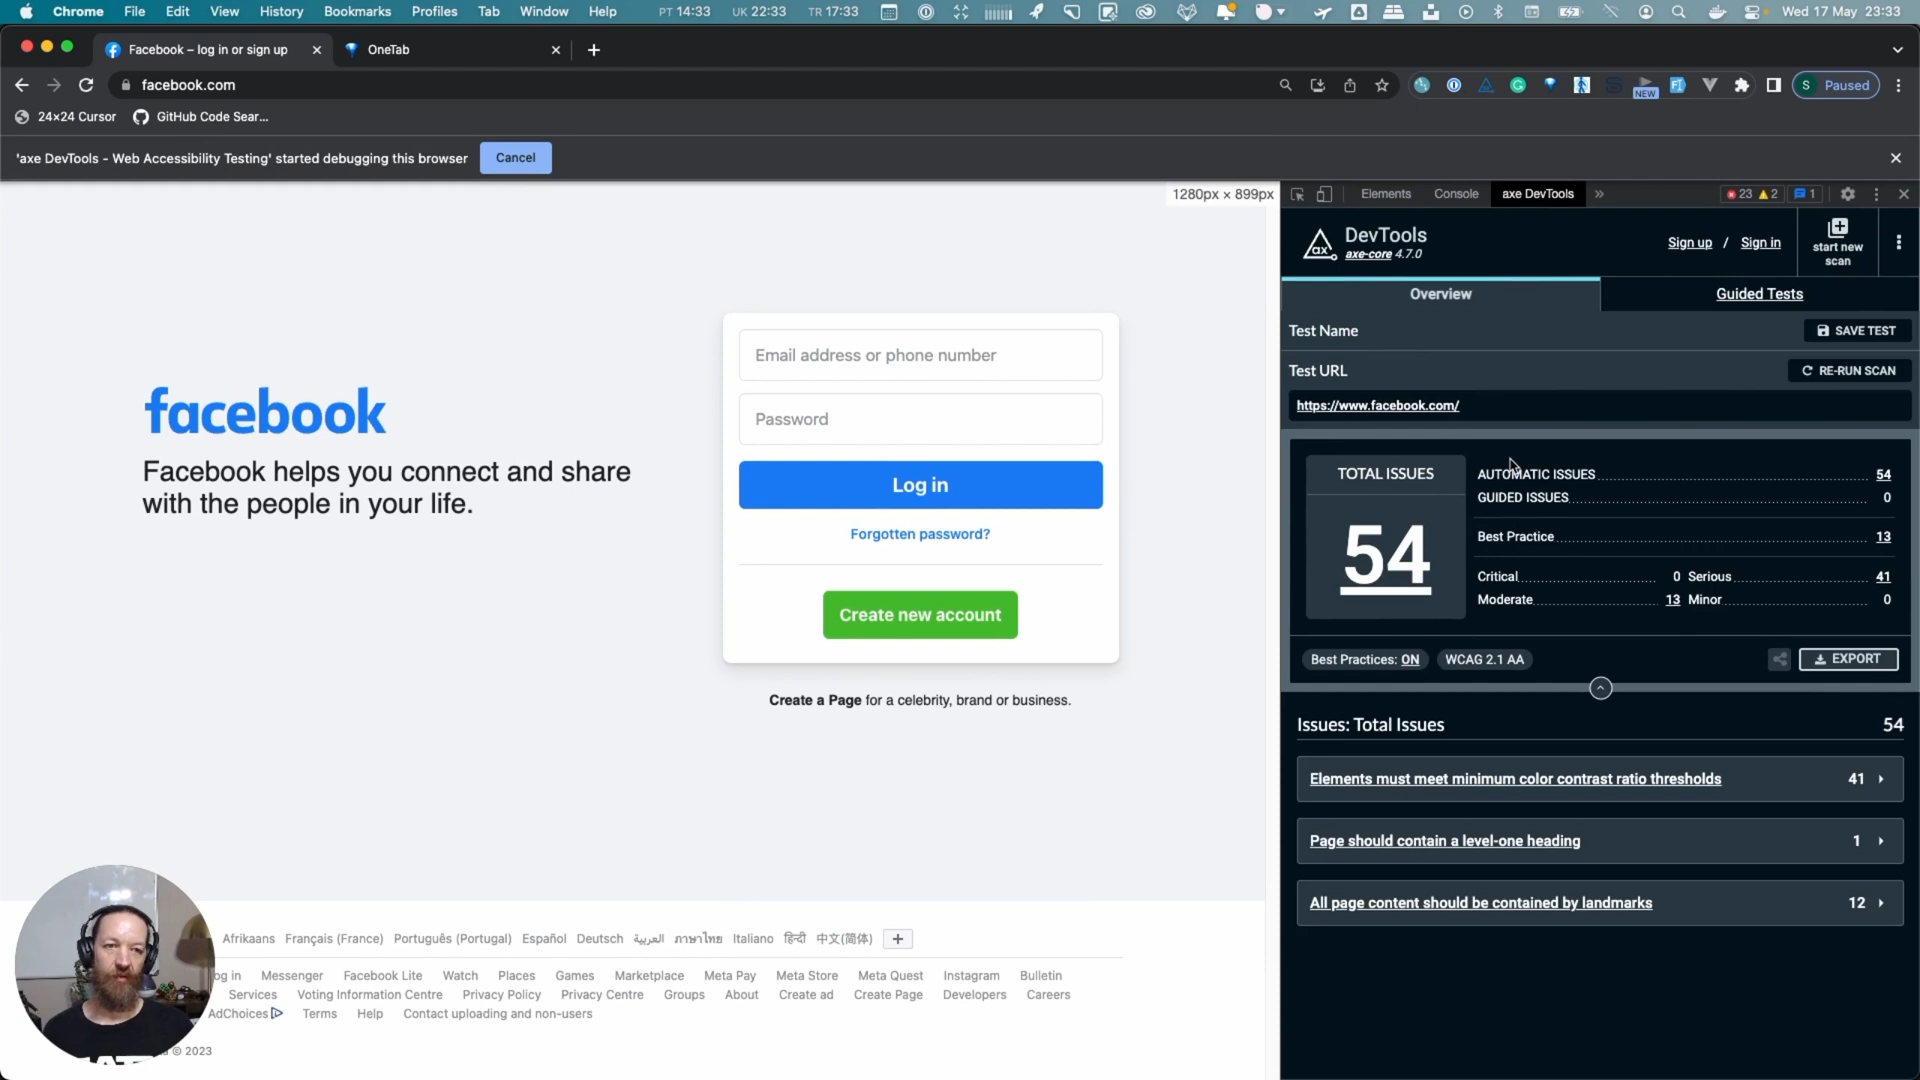 Chrome File Edit View History Bookmarks Profiles Tab Window Help PT 14:33 UK 22:33 TR 17:33 Wed 17 May 23:33
Facebook – log in or sign up
OneTab
facebook.com
NEW
S Paused
24x24 Cursor
GitHub Code Sear...
'axe DevTools - Web Accessibility Testing' started debugging this browser
Cancel
1280px × 899px
facebook
Facebook helps you connect and share
with the people in your life.
Email address or phone number
Password
Log in
Forgotten password?
Create new account
Create a Page for a celebrity, brand or business.
Afrikaans Français (France) Português (Portugal) Español Deutsch العربية ภาษาไทย Italiano हिन्दी 中文(简体) +
og in Messenger Facebook Lite Watch Places Games Marketplace Meta Pay Meta Store Meta Quest Instagram Bulletin
Services Voting Information Centre Privacy Policy Privacy Centre Groups About Create ad Create Page Developers Careers
AdChoices Terms Help Contact uploading and non-users
© 2023
Elements Console axe DevTools » 23 2 1
ax
DevTools
axe-core 4.7.0
Sign up / Sign in
start new
scan
Overview
Guided Tests
Test Name
SAVE TEST
Test URL
RE-RUN SCAN
https://www.facebook.com/
TOTAL ISSUES
54
AUTOMATIC ISSUES 54
GUIDED ISSUES 0
Best Practice 13
Critical 0 Serious 41
Moderate 13 Minor 0
Best Practices: ON
WCAG 2.1 AA
EXPORT
Issues: Total Issues 54
Elements must meet minimum color contrast ratio thresholds 41
Page should contain a level-one heading 1
All page content should be contained by landmarks 12